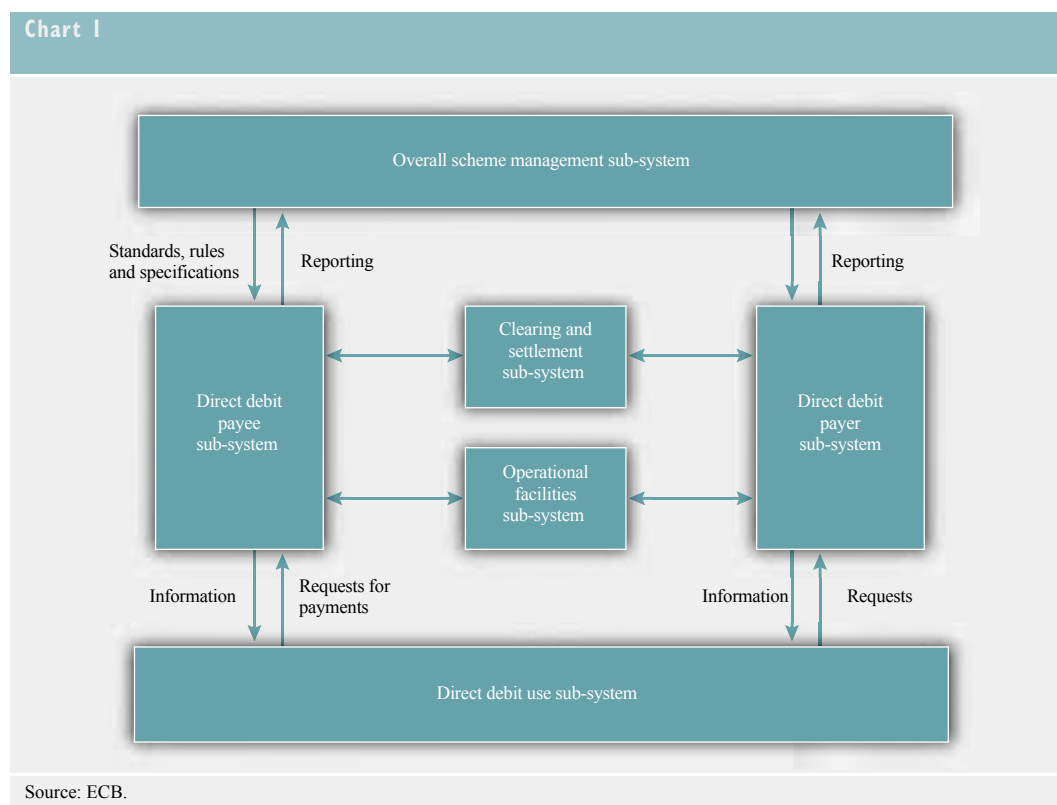 Chart 1
Overall scheme management sub-system
Standards, rules
and specifications
Reporting
Reporting
Direct debit
payee
sub-system
Clearing and
settlement
sub-system
Direct debit
payer
sub-system
Operational
facilities
sub-system
Information
Requests for
payments
Information
Requests
Direct debit use sub-system
Source: ECB.